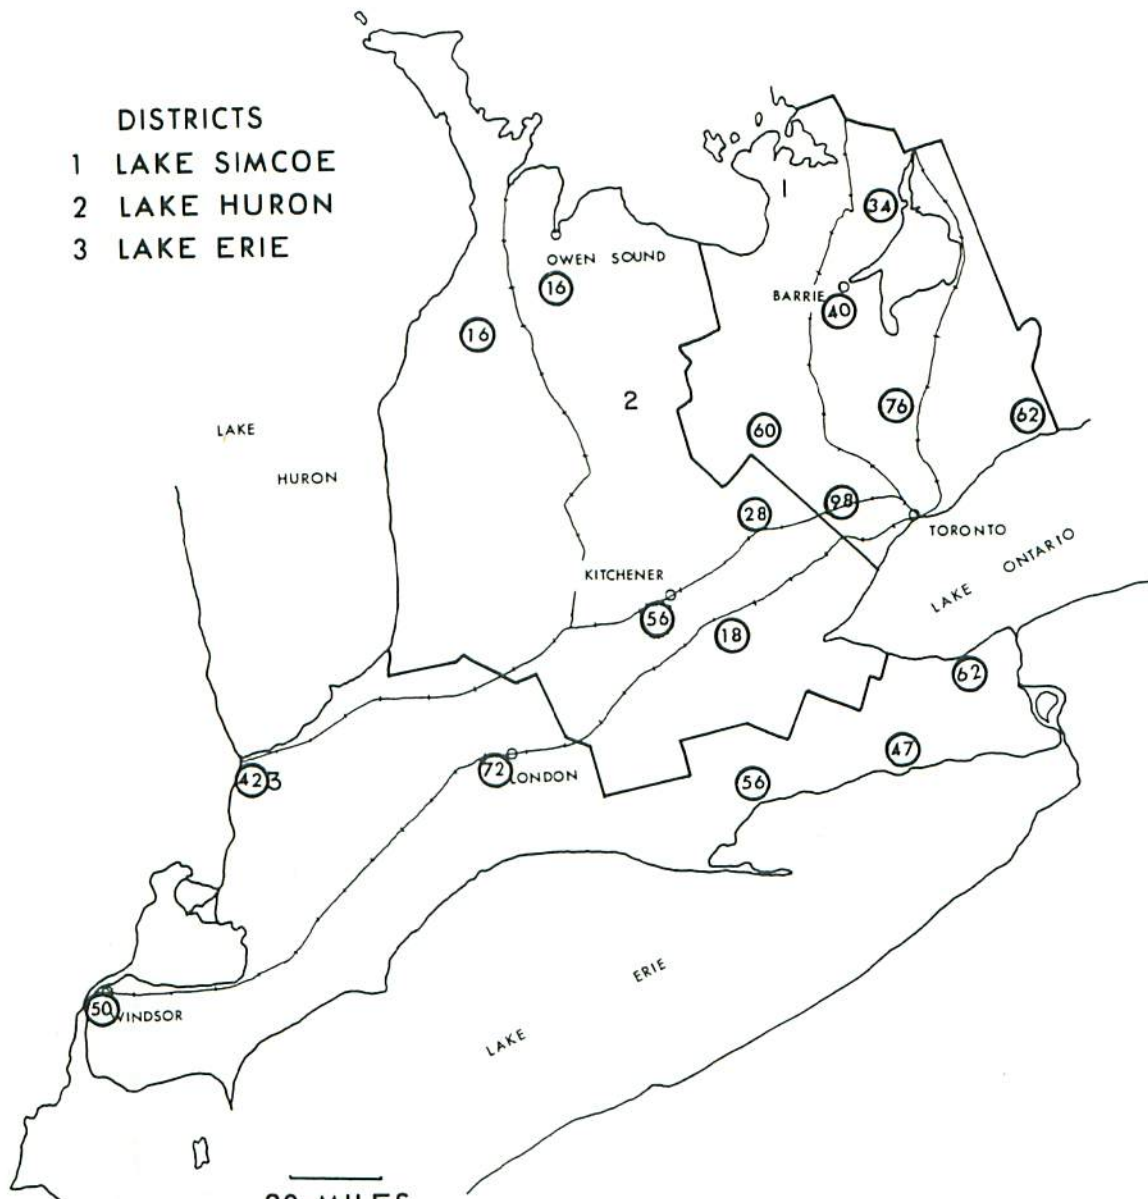 DISTRICTS
1 LAKE SIMCOE
2 LAKE HURON
3 LAKE ERIE
1
34
OWEN SOUND
16
BARRIE
40
16
2
76
62
60
LAKE
HURON
98
28
TORONTO
LAKE ONTARIO
KITCHENER
56
18
62
47
72
LONDON
42
3
56
ERIE
LAKE
50
WINDSOR